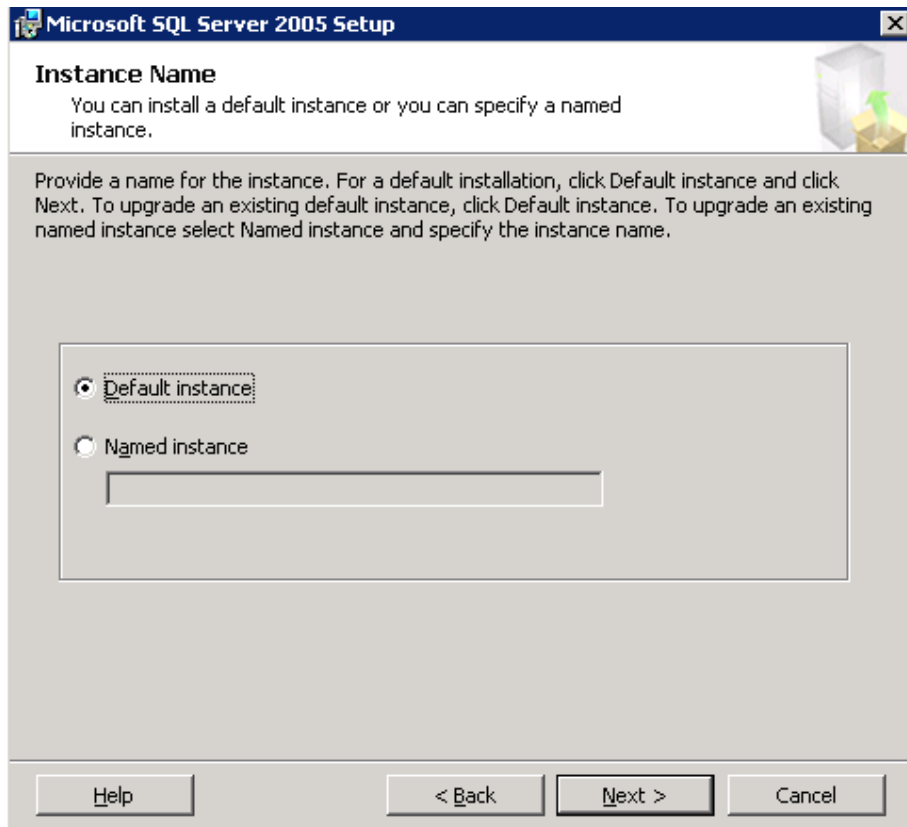 Microsoft SQL Server 2005 Setup
Instance Name
You can install a default instance or you can specify a named
instance.
Provide a name for the instance. For a default installation, click Default instance and click
Next. To upgrade an existing default instance, click Default instance. To upgrade an existing
named instance select Named instance and specify the instance name.
Default instance
Named instance
Help
< Back
Next >
Cancel